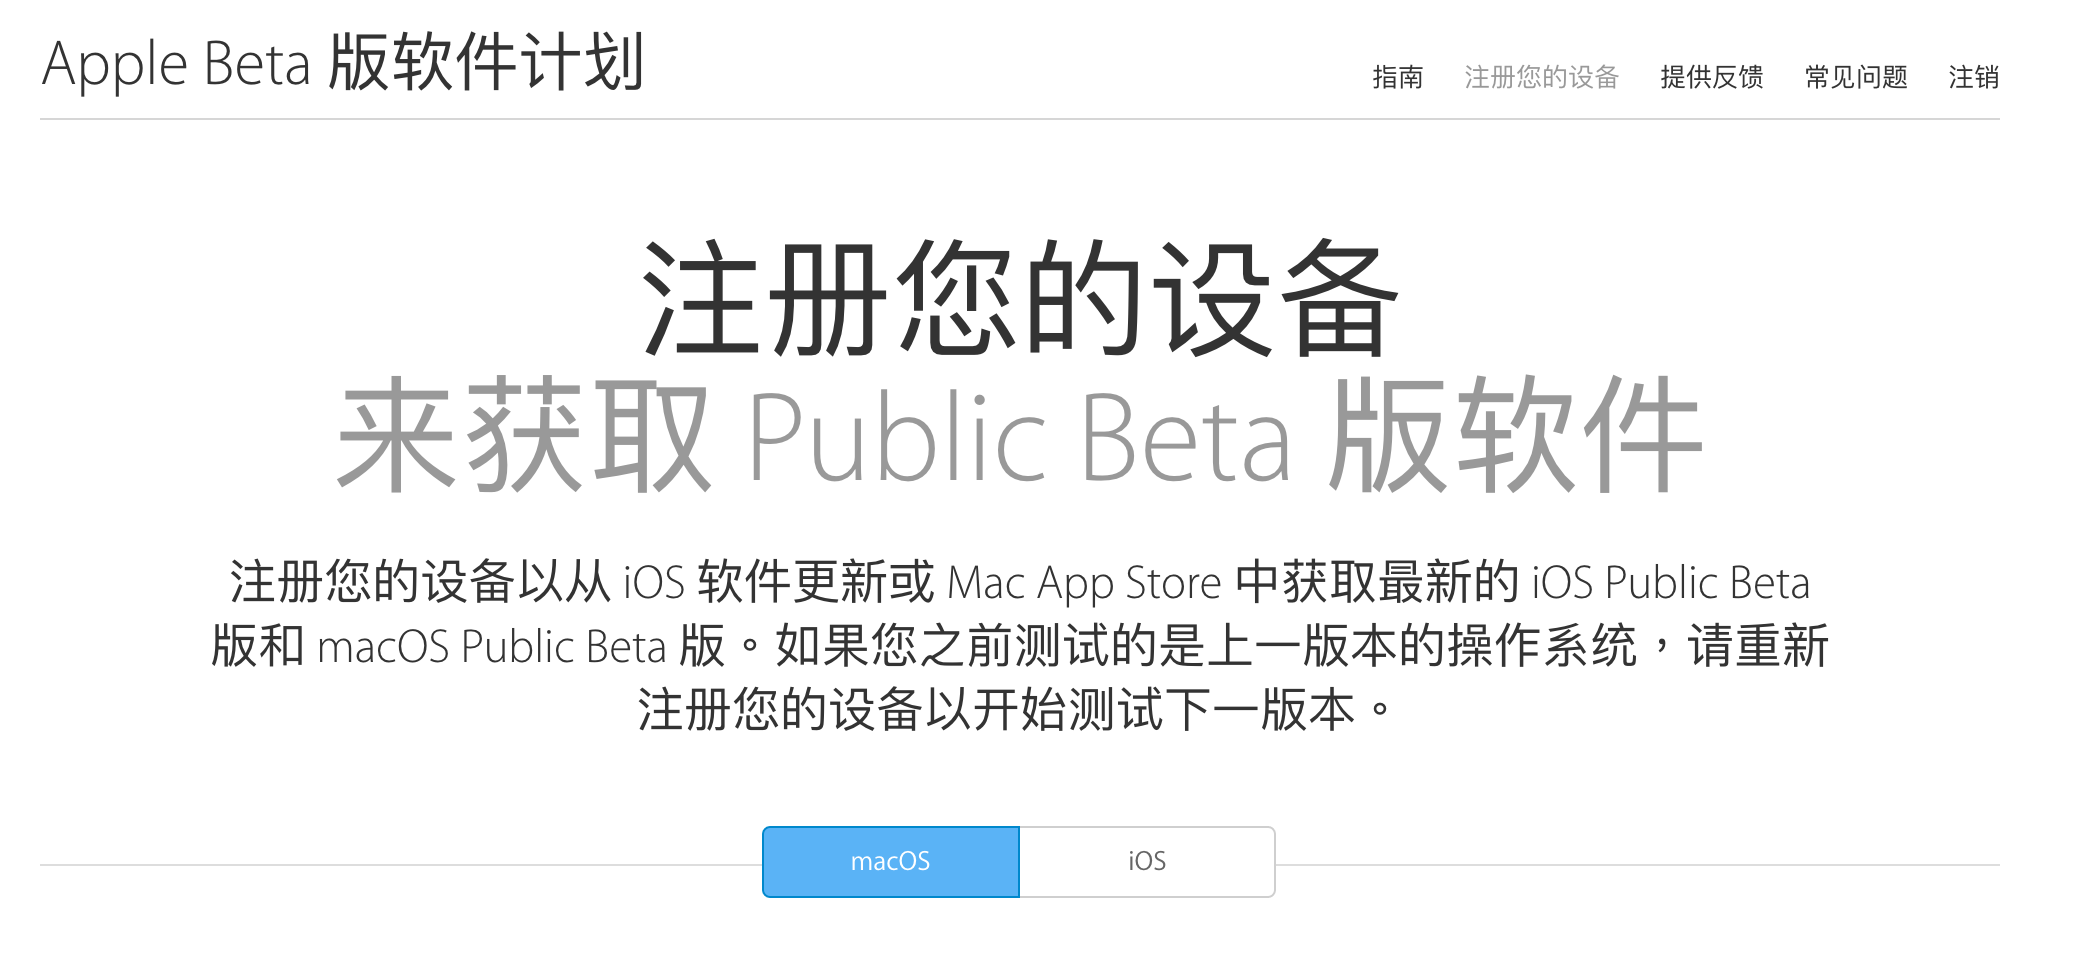 Apple Beta 版软件计划
指南 注册您的设备 提供反馈 常见问题 注销
注册您的设备
来获取 Public Beta 版软件
注册您的设备以从 iOS 软件更新或 Mac App Store 中获取最新的 iOS Public Beta
版和 macOS Public Beta 版。如果您之前测试的是上一版本的操作系统，请重新
注册您的设备以开始测试下一版本。
macOS iOS